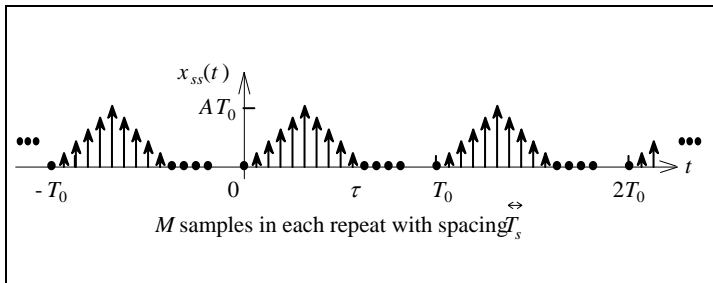 x_ss(t)
AT_0
t
-T_0 0 τ T_0 2T_0
M samples in each repeat with spacing T_s